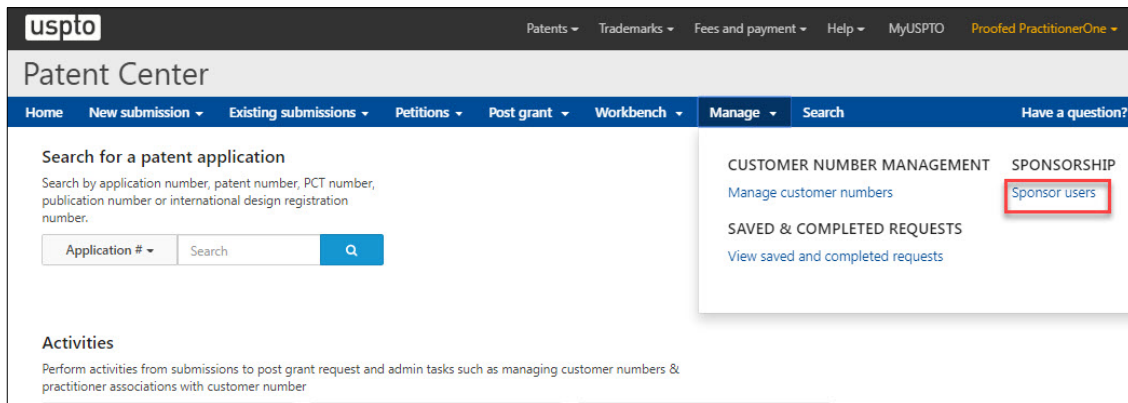 uspto
Patents Trademarks Fees and payment Help MyUSPTO Proofed PractitionerOne
Patent Center
Home New submission Existing submissions Petitions Post grant Workbench Manage Search Have a question?
Search for a patent application
Search by application number, patent number, PCT number,
publication number or international design registration
number.
Application # Search
CUSTOMER NUMBER MANAGEMENT SPONSORSHIP
Manage customer numbers Sponsor users
SAVED & COMPLETED REQUESTS
View saved and completed requests
Activities
Perform activities from submissions to post grant request and admin tasks such as managing customer numbers &
practitioner associations with customer number